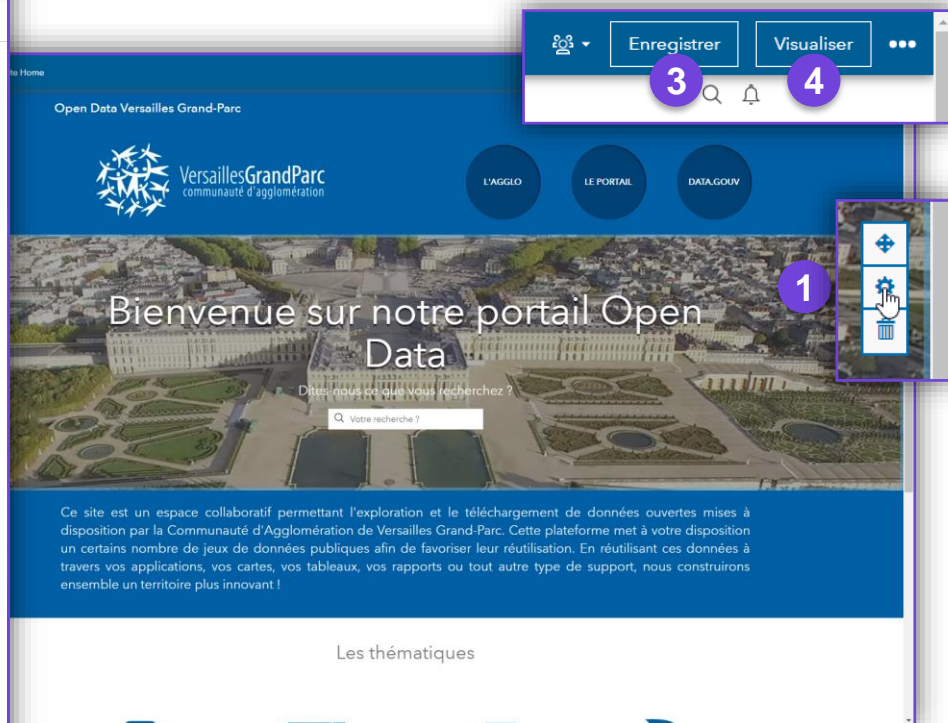 Enregistrer
Visualiser
3
4
te Home
Open Data Versailles Grand-Parc
VersaillesGrandParc
communauté d'agglomération
L'AGGLO
LE PORTAIL
DATA.GOUV
1
Bienvenue sur notre portail Open
Data
Dites-nous ce que vous recherchez ?
Votre recherche ?
Ce site est un espace collaboratif permettant l'exploration et le téléchargement de données ouvertes mises à
disposition par la Communauté d'Agglomération de Versailles Grand-Parc. Cette plateforme met à votre disposition
un certains nombre de jeux de données publiques afin de favoriser leur réutilisation. En réutilisant ces données à
travers vos applications, vos cartes, vos tableaux, vos rapports ou tout autre type de support, nous construirons
ensemble un territoire plus innovant !
Les thématiques